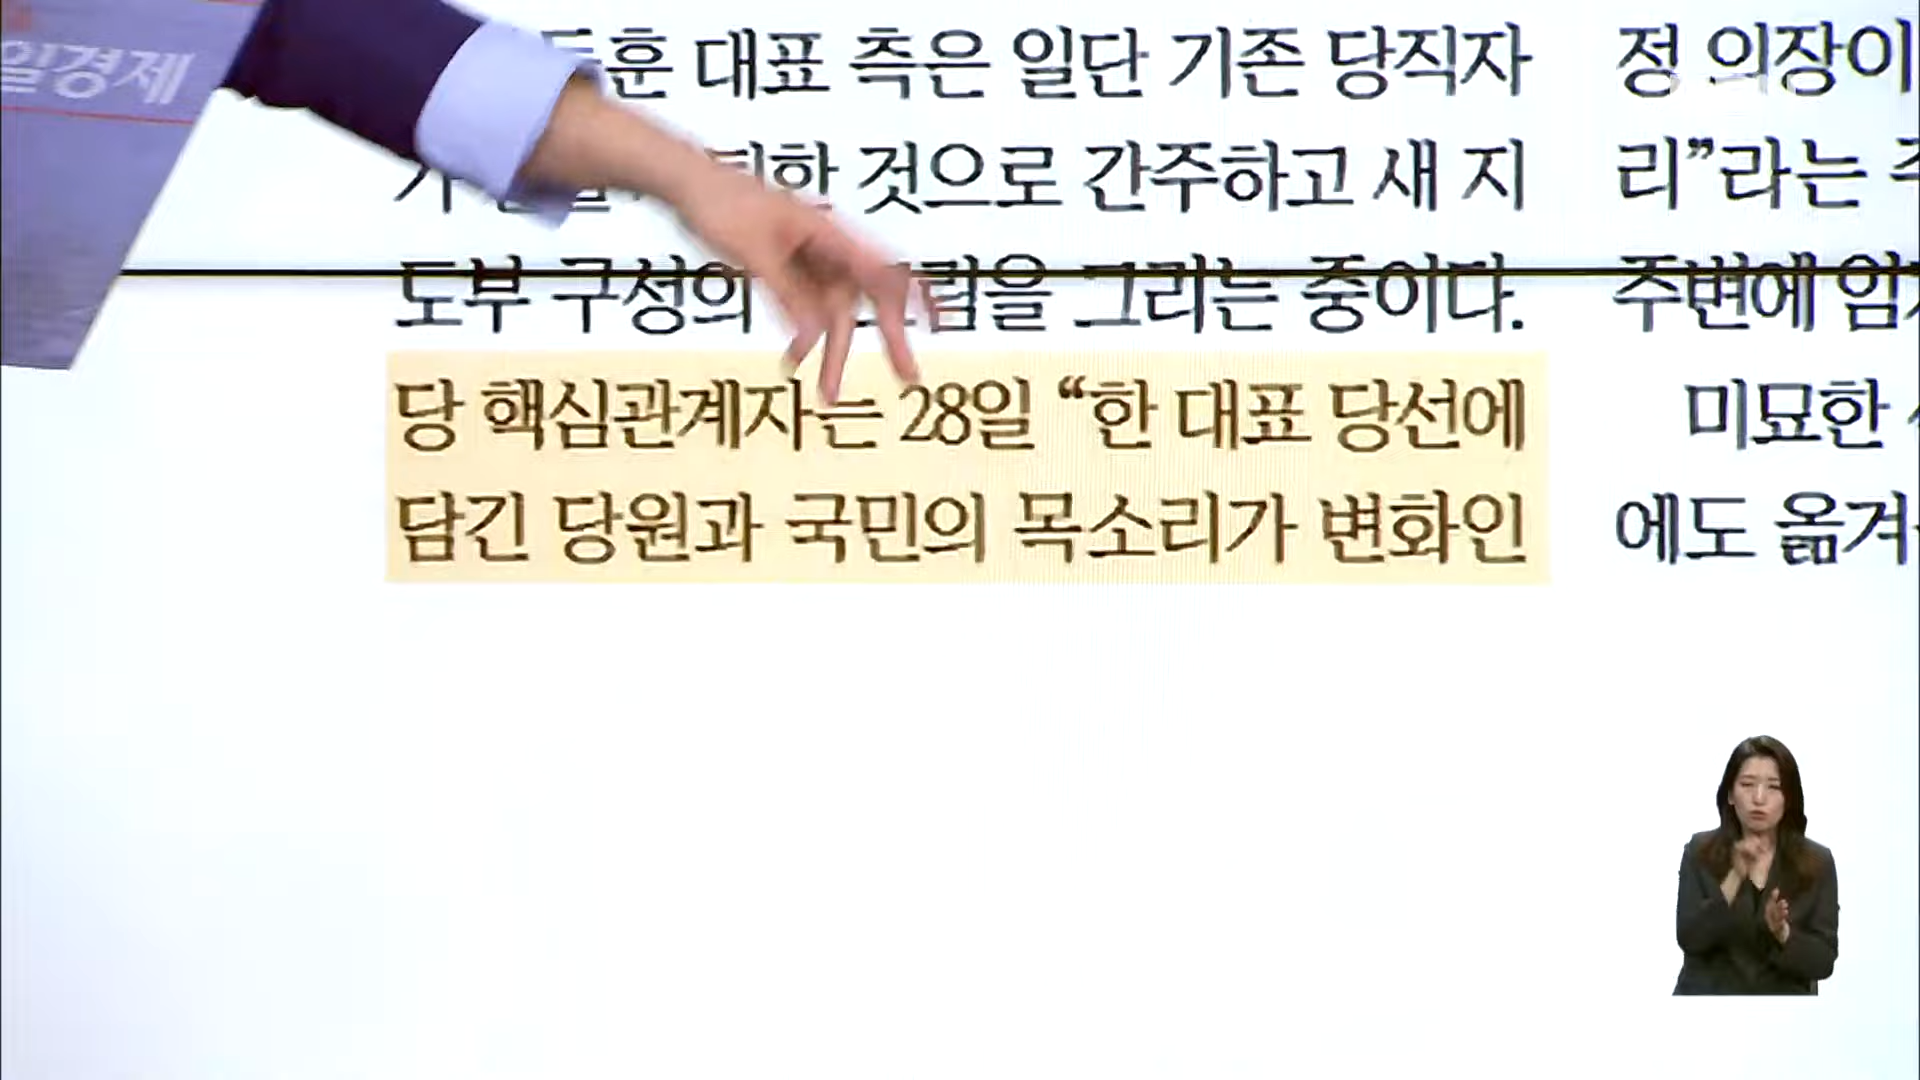 일경제
훈 대표 측은 일단 기존 당직자
한 것으로 간주하고 새 지
도부 구성의 그리는 중이다.
당 핵심관계자는 28일 “한 대표 당선에
담긴 당원과 국민의 목소리가 변화인
정 의장이
리”라는
주변에
미묘한
에도 옮겨